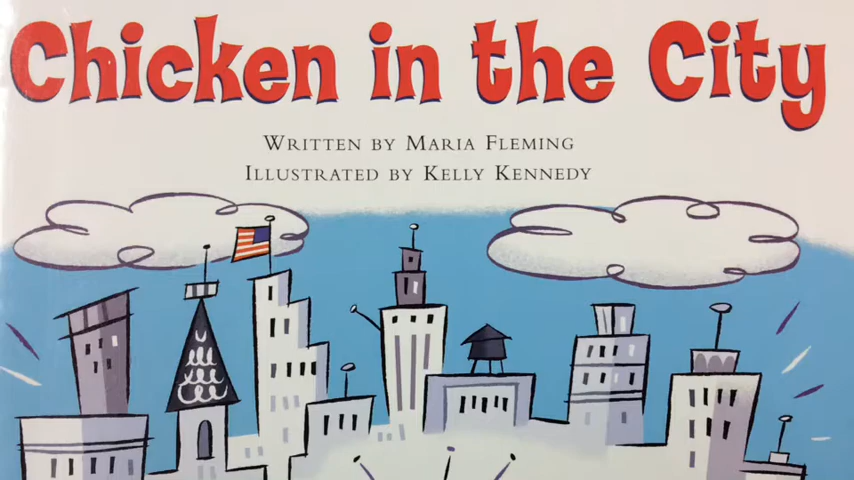 Chicken in the City
WRITTEN BY MARIA FLEMING
ILLUSTRATED BY KELLY KENNEDY